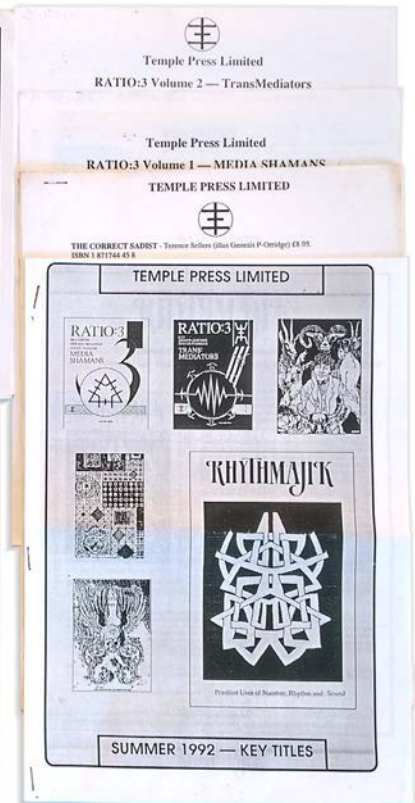 Temple Press Limited
RATIO:3 Volume 2 — TransMediators
Temple Press Limited
RATIO:3 Volume 1 — MEDIA SHAMANS
TEMPLE PRESS LIMITED
THE CORRECT SADIST - Terence Sellers (illus Genesis P-Orridge) £8.95.
ISBN 1 871744 45 8
TEMPLE PRESS LIMITED
RATIO:3
MEDIA
SHAMANS
RATIO:3
TRANS
MEDIATORS
RHYTHMAJIK
Practical Uses of Number, Rhythm and Sound
SUMMER 1992 — KEY TITLES